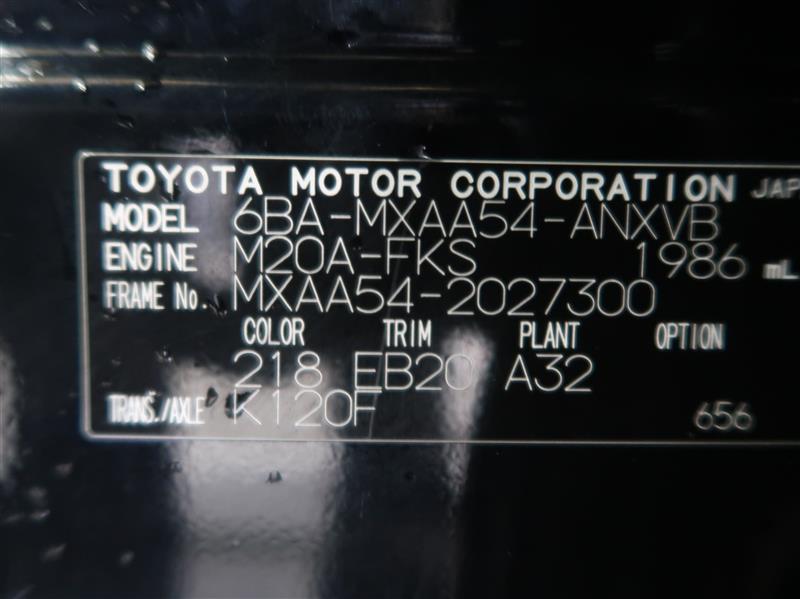 TOYOTA MOTOR CORPORATION JAP
MODEL 6BA-MXAA54-ANXVB
ENGINE M20A-FKS 1986 mL
FRAME No. MXAA54-2027300
COLOR TRIM PLANT OPTION
218 EB20 A32
TRANS./AXLE K120F 656